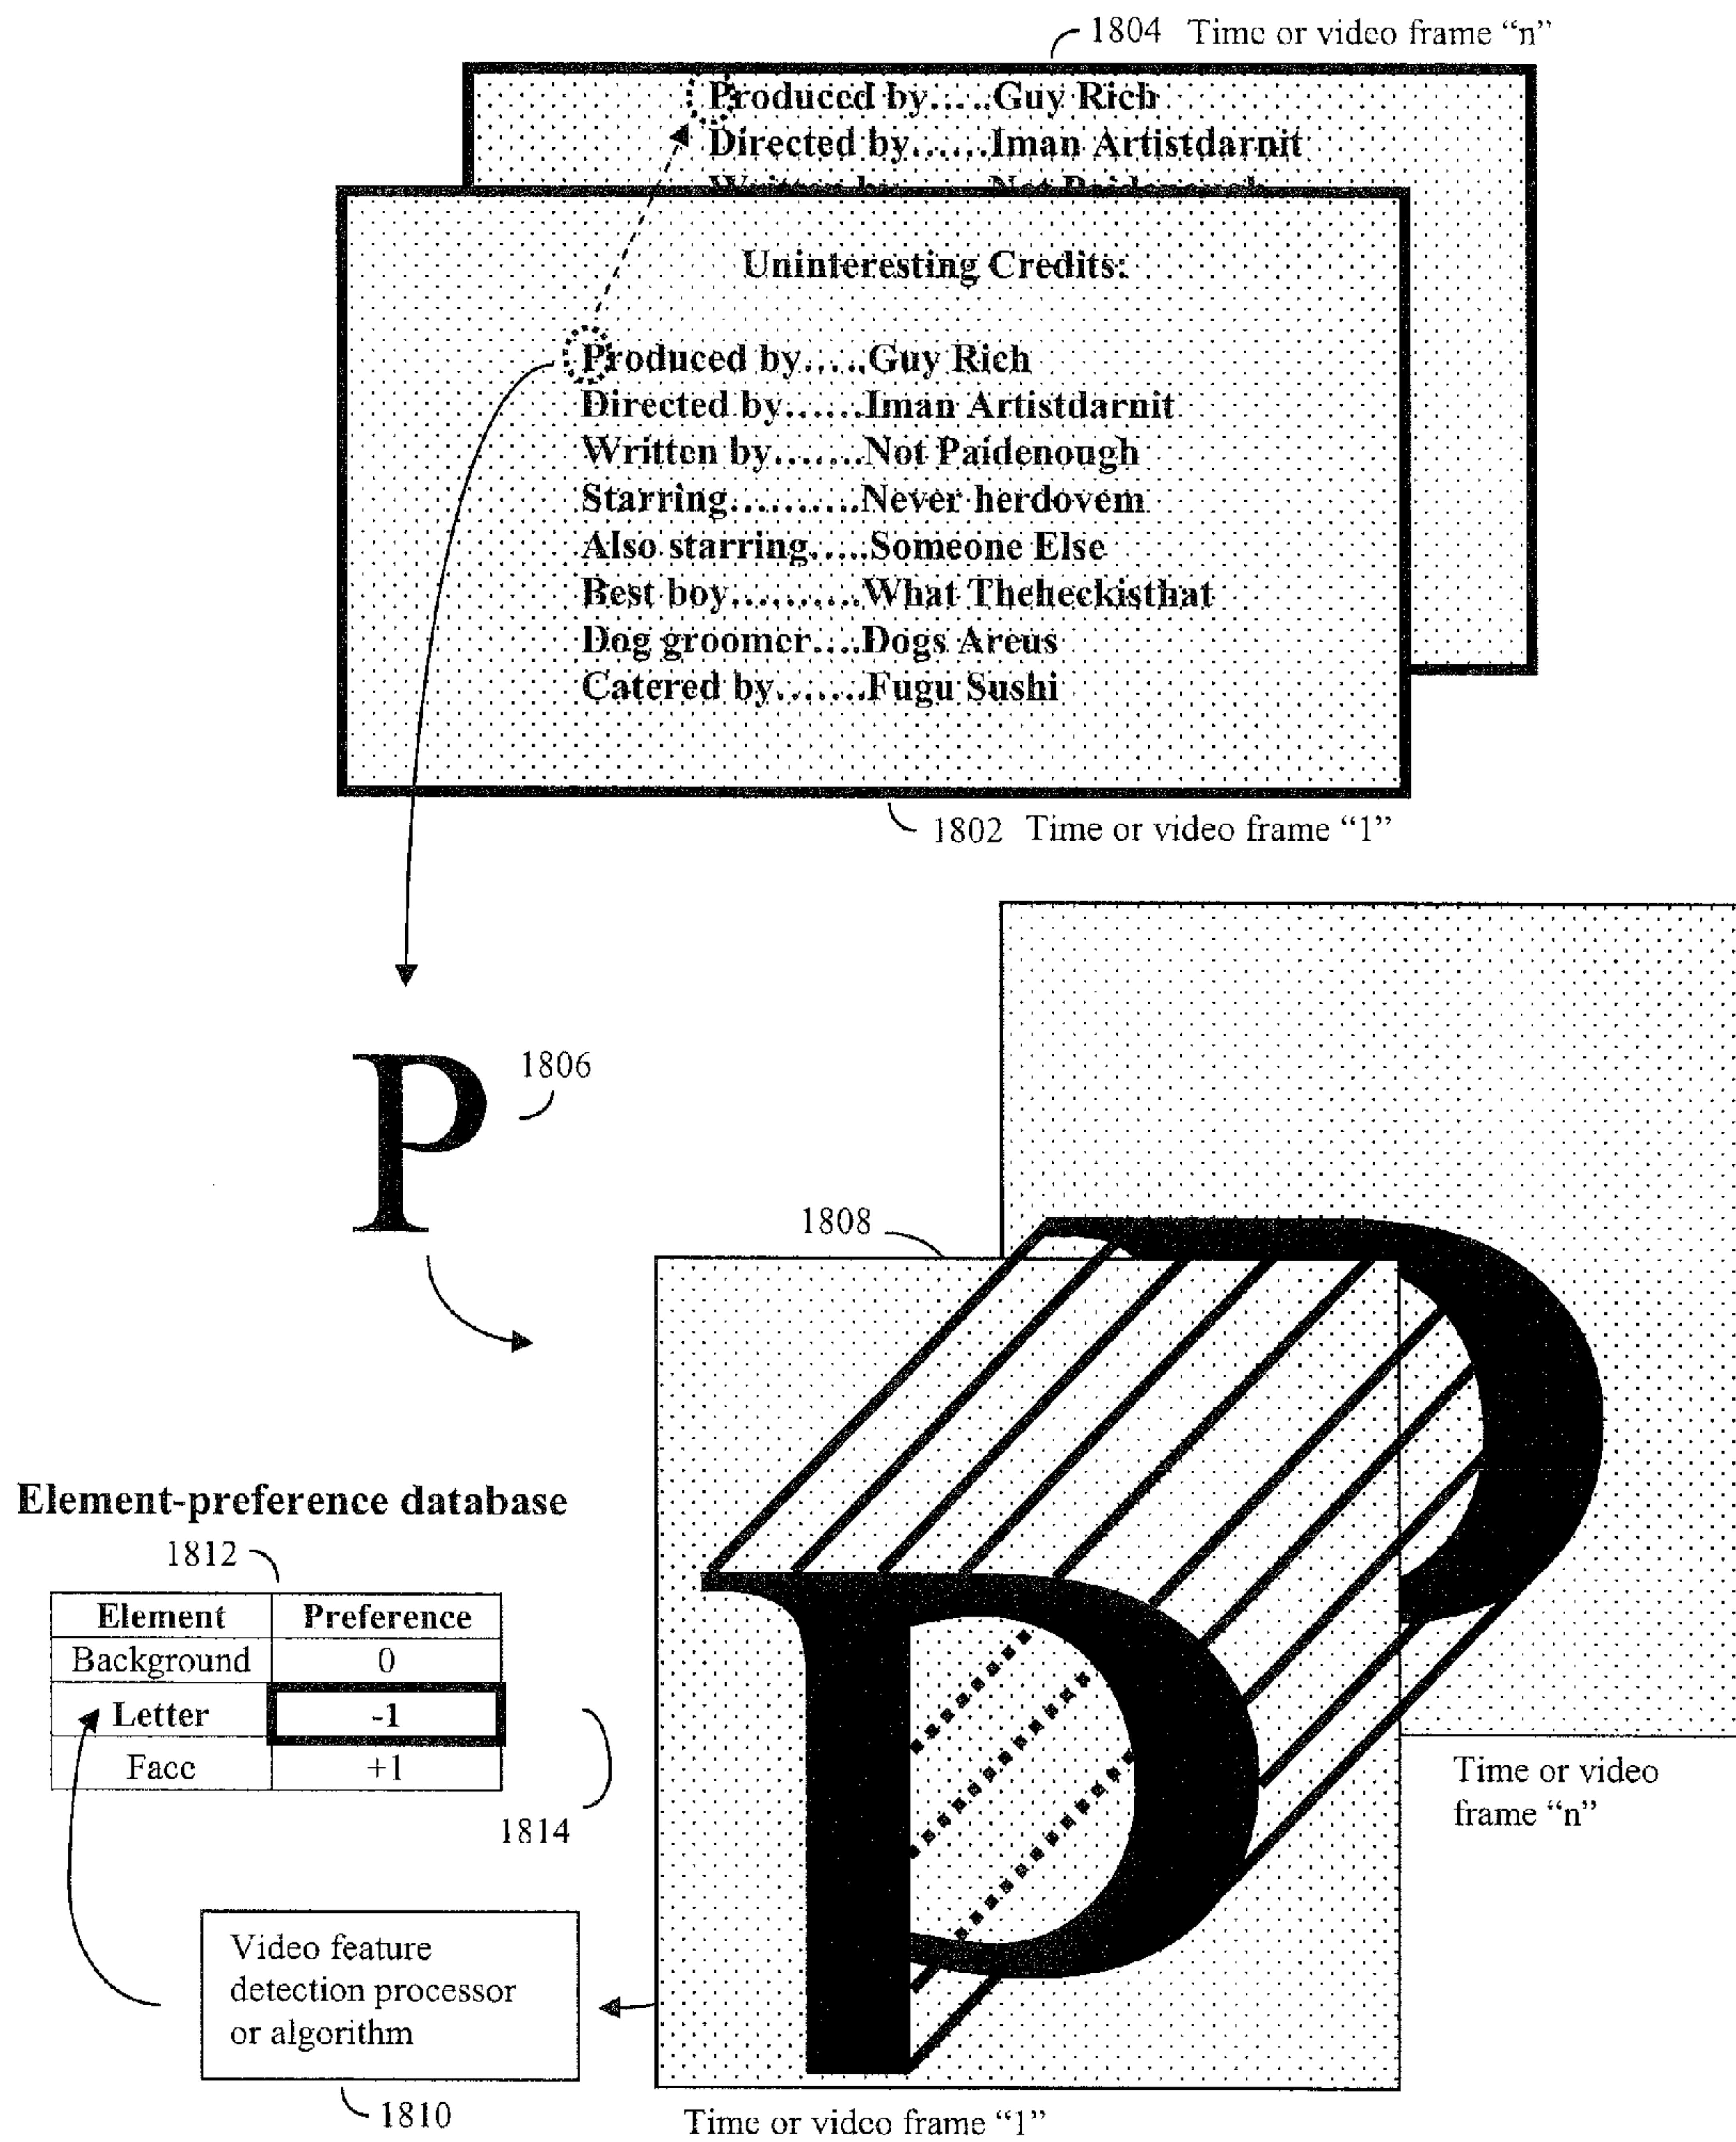 1804 Time or video frame “n”
Produced by.....Guy Rich
Directed by......Iman Artistdarnit
Written by.......Not Paidenough
Uninteresting Credits:
Produced by.....Guy Rich
Directed by......Iman Artistdarnit
Written by.......Not Paidenough
Starring..........Never herdovem
Also starring.....Someone Else
Best boy..........What Theheckisthat
Dog groomer....Dogs Areus
Catered by.......Fugu Sushi
1802 Time or video frame “1”
P
1806
1808
P
Element-preference database
1812
Element Preference
Background 0
Letter -1
Face +1
1814
Time or video
frame “n”
Video feature
detection processor
or algorithm
1810
Time or video frame “1”